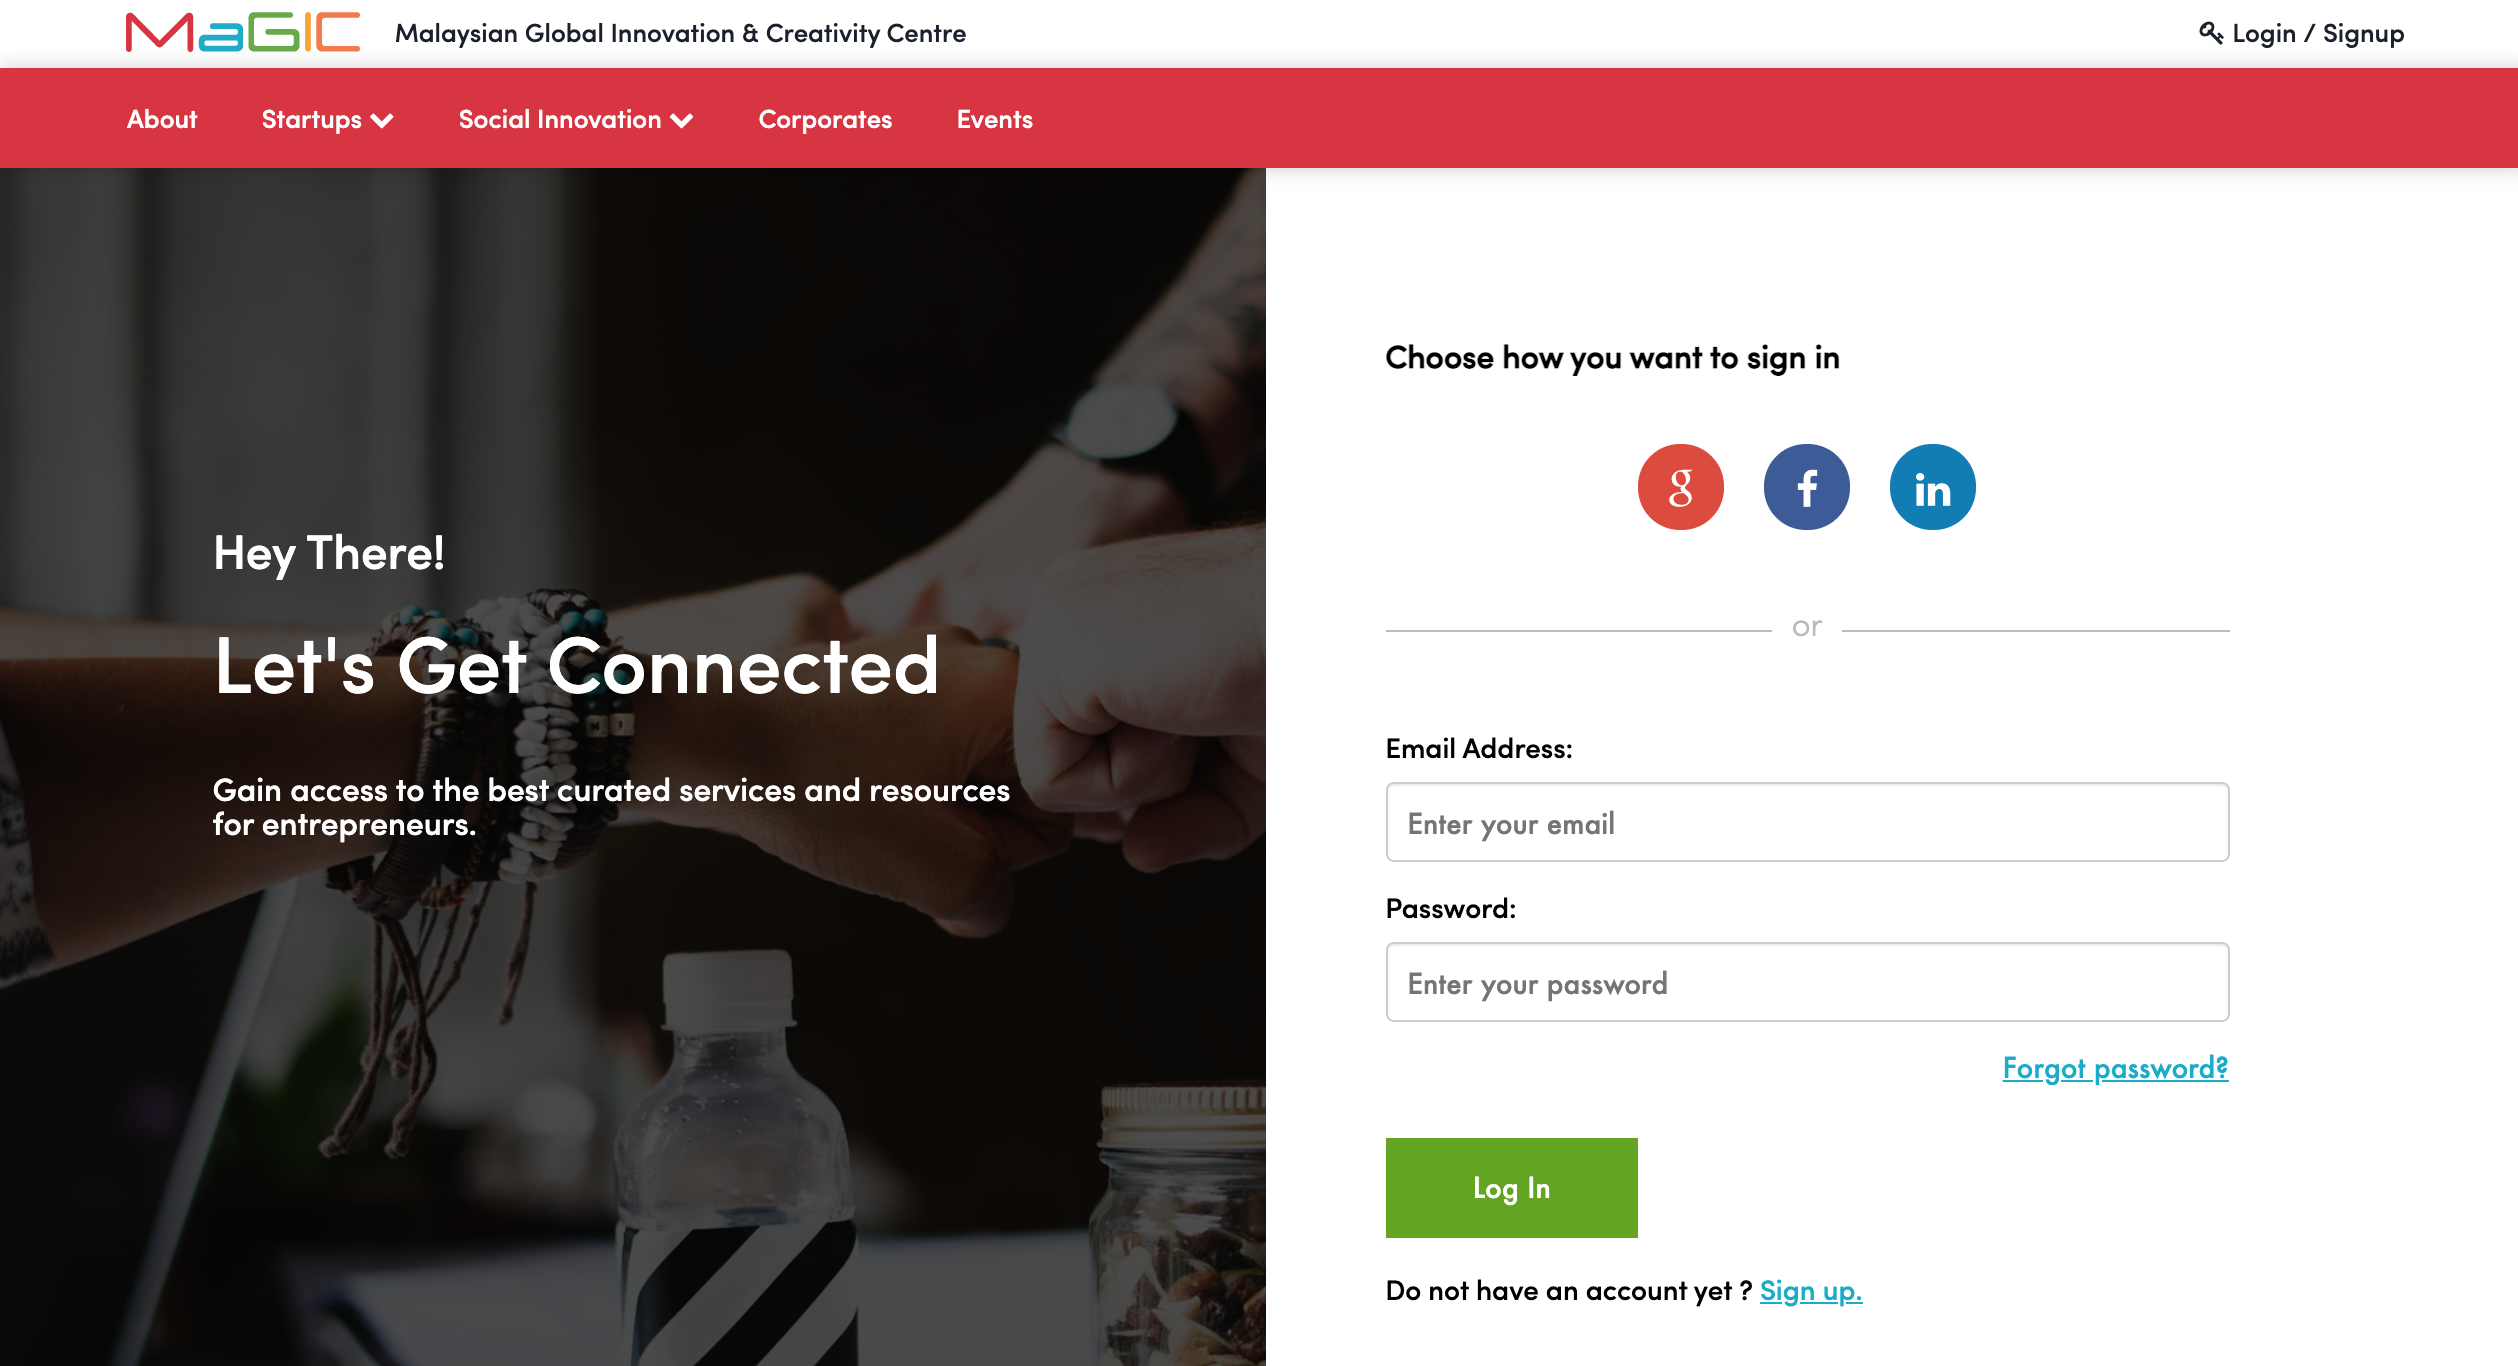 MaGIC
Malaysian Global Innovation & Creativity Centre
Login / Signup
About
Startups
Social Innovation
Corporates
Events
Hey There!
Let's Get Connected
Gain access to the best curated services and resources
for entrepreneurs.
Choose how you want to sign in
g
f
in
or
Email Address:
Enter your email
Password:
Enter your password
Forgot password?
Log In
Do not have an account yet ? Sign up.